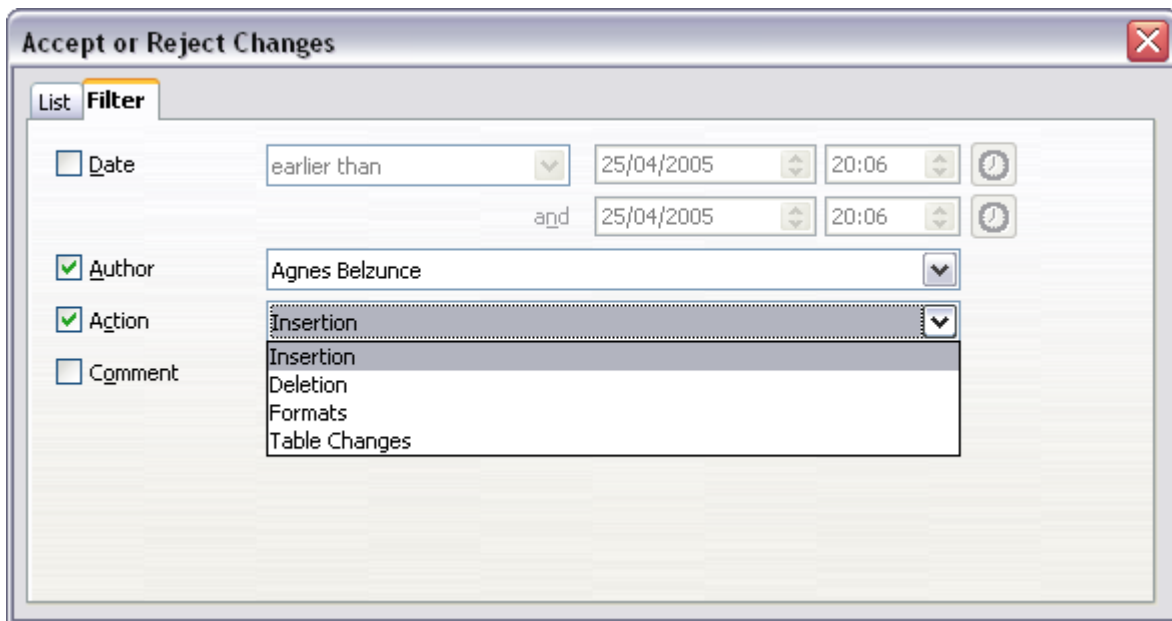 Accept or Reject Changes
List Filter
Date earlier than 25/04/2005 20:06
and 25/04/2005 20:06
Author Agnes Belzunce
Action Insertion
Insertion
Comment
Deletion
Formats
Table Changes